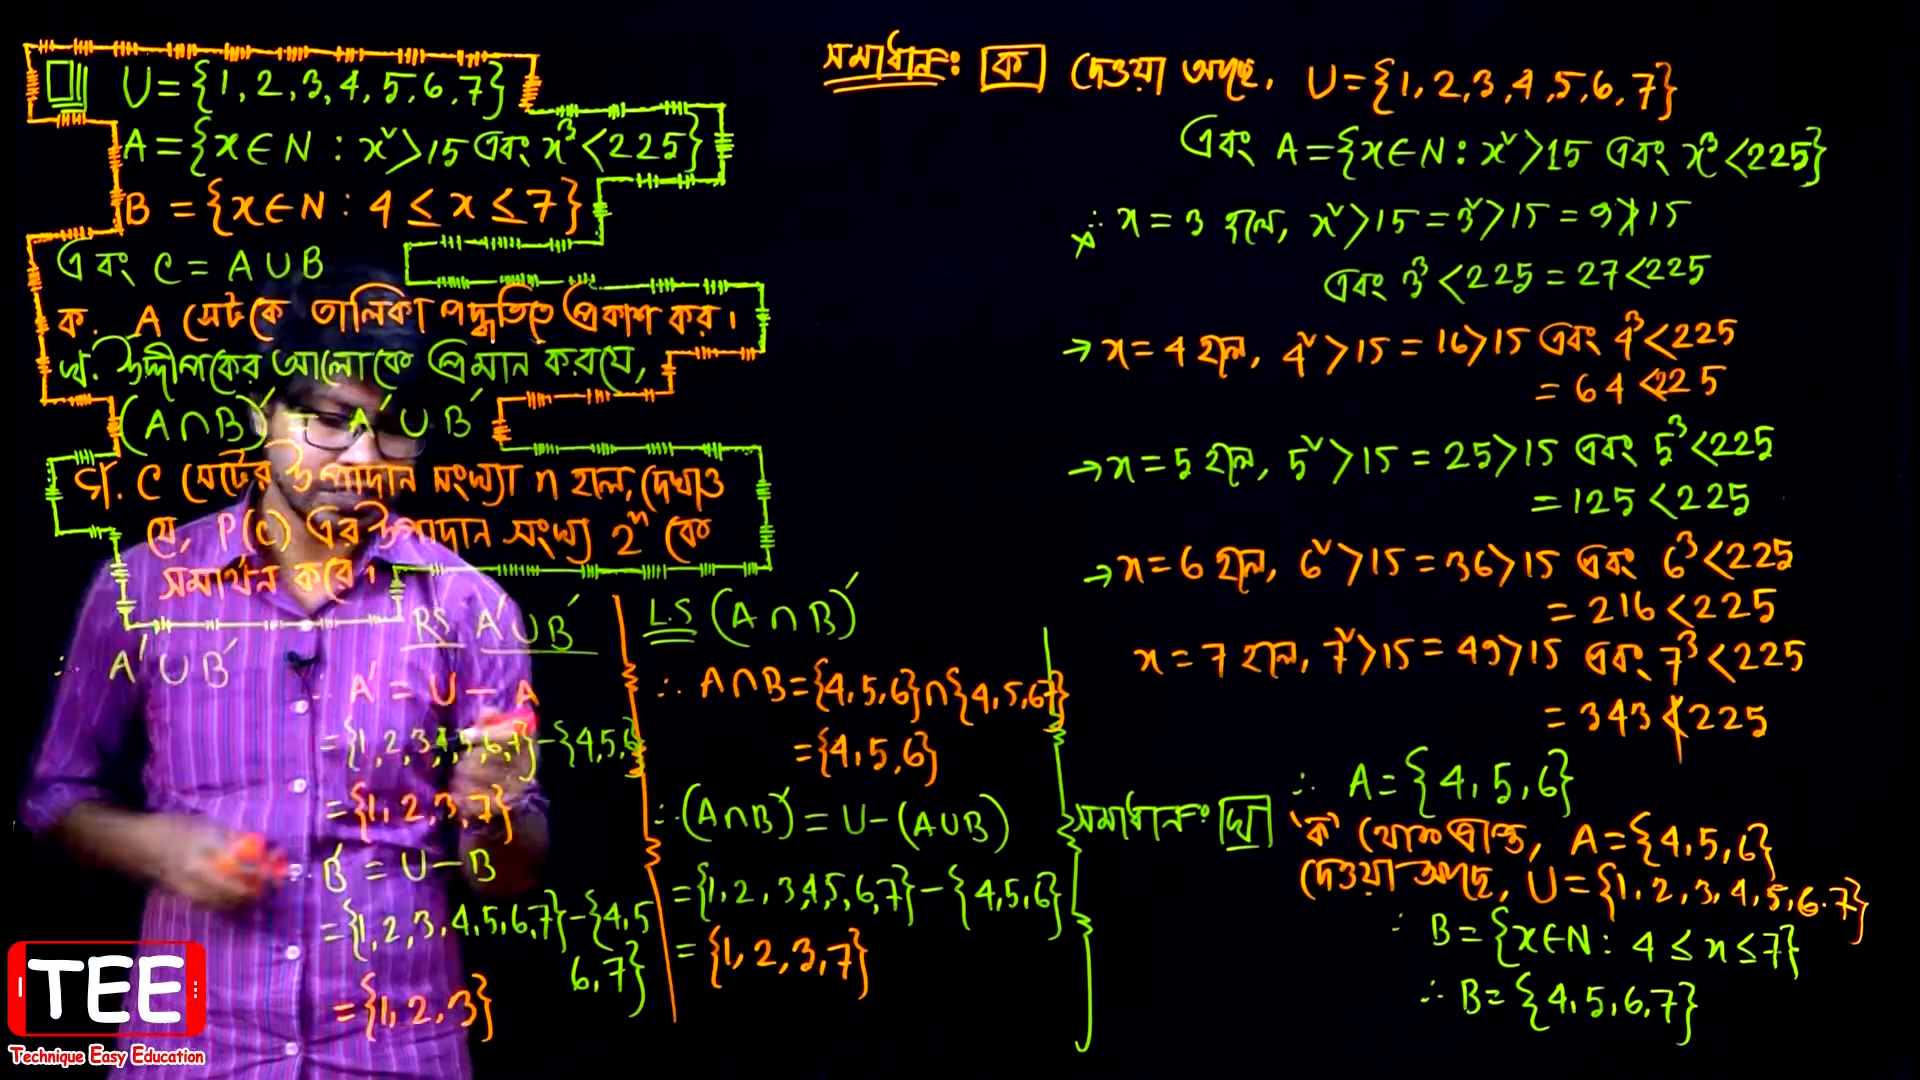 U={1,2,3,4,5,6,7}
A={x∈N : x²>15 এবং x³<225}
B={x∈N : 4≤x≤7}
এবং C=A∪B
ক. A সেটকে তালিকা পদ্ধতিতে প্রকাশ কর।
খ. উদ্দীপকের আলোকে প্রমান কর যে,
(A∩B)′ = A′∪B′
গ. C সেটের উপাদান সংখ্যা n হলে, দেখাও
যে, P(C) এর উপাদান সংখ্য 2ⁿ কে
সমর্থন করে।
∴ A′∪B′
RS A′∪B′
∴ A′=U−A
={1,2,3,4,5,6,7}−{4,5,6}
={1,2,3,7}
B′=U−B
={1,2,3,4,5,6,7}−{4,5
6,7}
={1,2,3}
L.S (A∩B)′
∴ A∩B={4,5,6}∩{4,5,6,7}
={4,5,6}
∴(A∩B)′=U−(A∪B)
={1,2,3,4,5,6,7}−{4,5,6}
={1,2,3,7}
সমাধান: ক দেওয়া আছে, U={1,2,3,4,5,6,7}
এবং A={x∈N : x²>15 এবং x³<225}
∴ x=3 হলে, x²>15=3²>15=9≯15
এবং 3³<225=27<225
→ x=4 হলে, 4²>15=16>15 এবং 4³<225
=64<225
→ x=5 হলে, 5²>15=25>15 এবং 5³<225
=125<225
→ x=6 হলে, 6²>15=36>15 এবং 6³<225
=216<225
x=7 হলে, 7²>15=49>15 এবং 7³<225
=343≮225
∴ A={4,5,6}
সমাধান: খ 'ক' থেকে প্রাপ্ত, A={4,5,6}
দেওয়া আছে, U={1,2,3,4,5,6.7}
∴ B={x∈N : 4≤x≤7}
∴ B={4,5,6,7}
TEE
Technique Easy Education